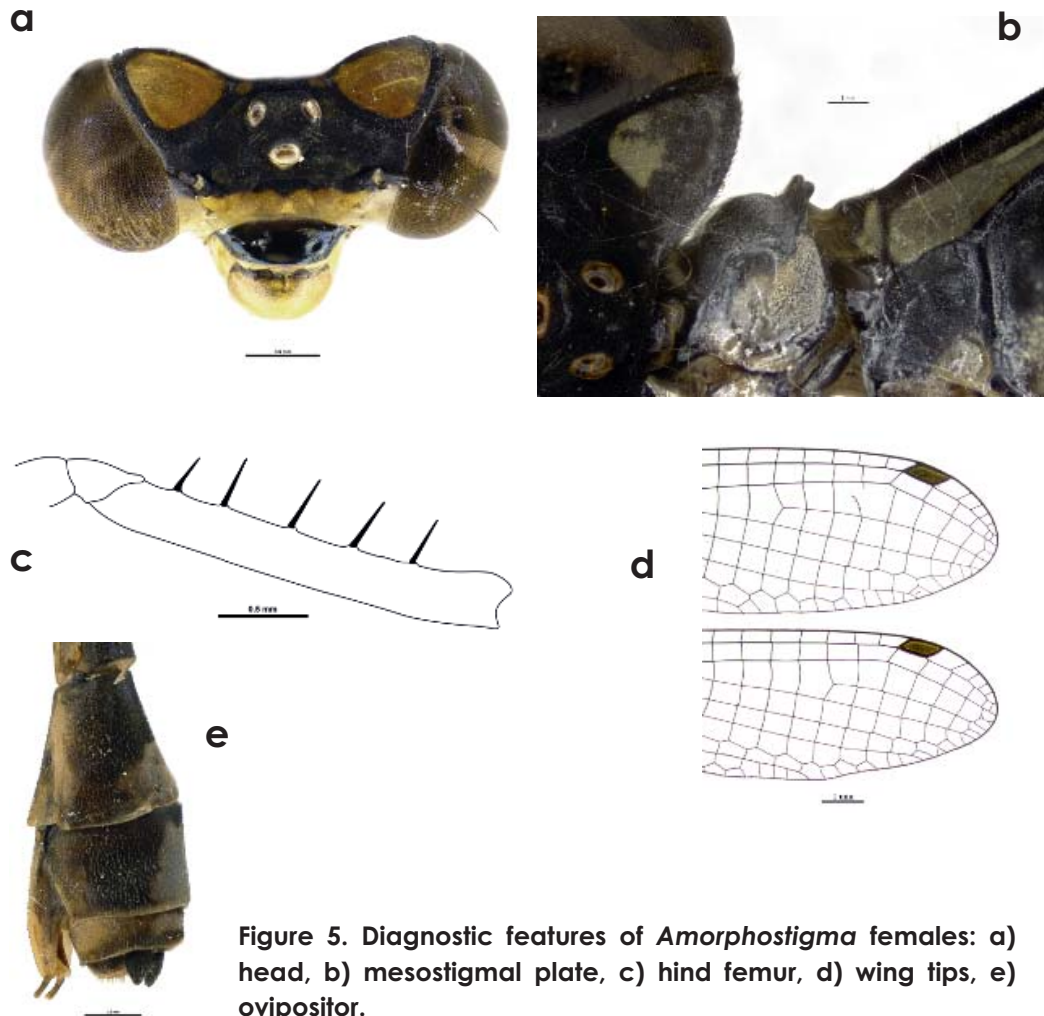 a
b
c
0.5 mm
d
e
Figure 5. Diagnostic features of Amorphostigma females: a)
head, b) mesostigmal plate, c) hind femur, d) wing tips, e)
ovipositor.